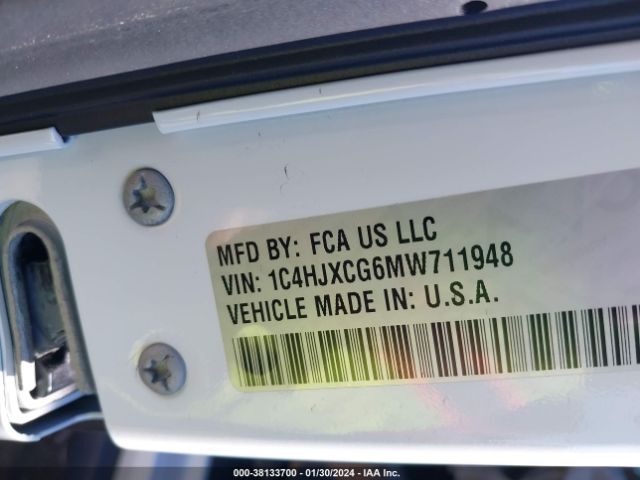 MFD BY: FCA US LLC
VIN: 1C4HJXCG6MW711948
VEHICLE MADE IN: U.S.A.
000-38133700 - 01/30/2024 - IAA Inc.